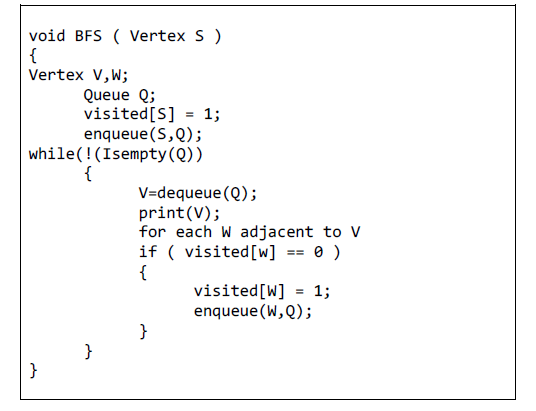 void BFS ( Vertex S )
{
Vertex V,W;
Queue Q;
visited[S] = 1;
enqueue(S,Q);
while(!(Isempty(Q))
{
V=dequeue(Q);
print(V);
for each W adjacent to V
if ( visited[w] == 0 )
{
visited[W] = 1;
enqueue(W,Q);
}
}
}